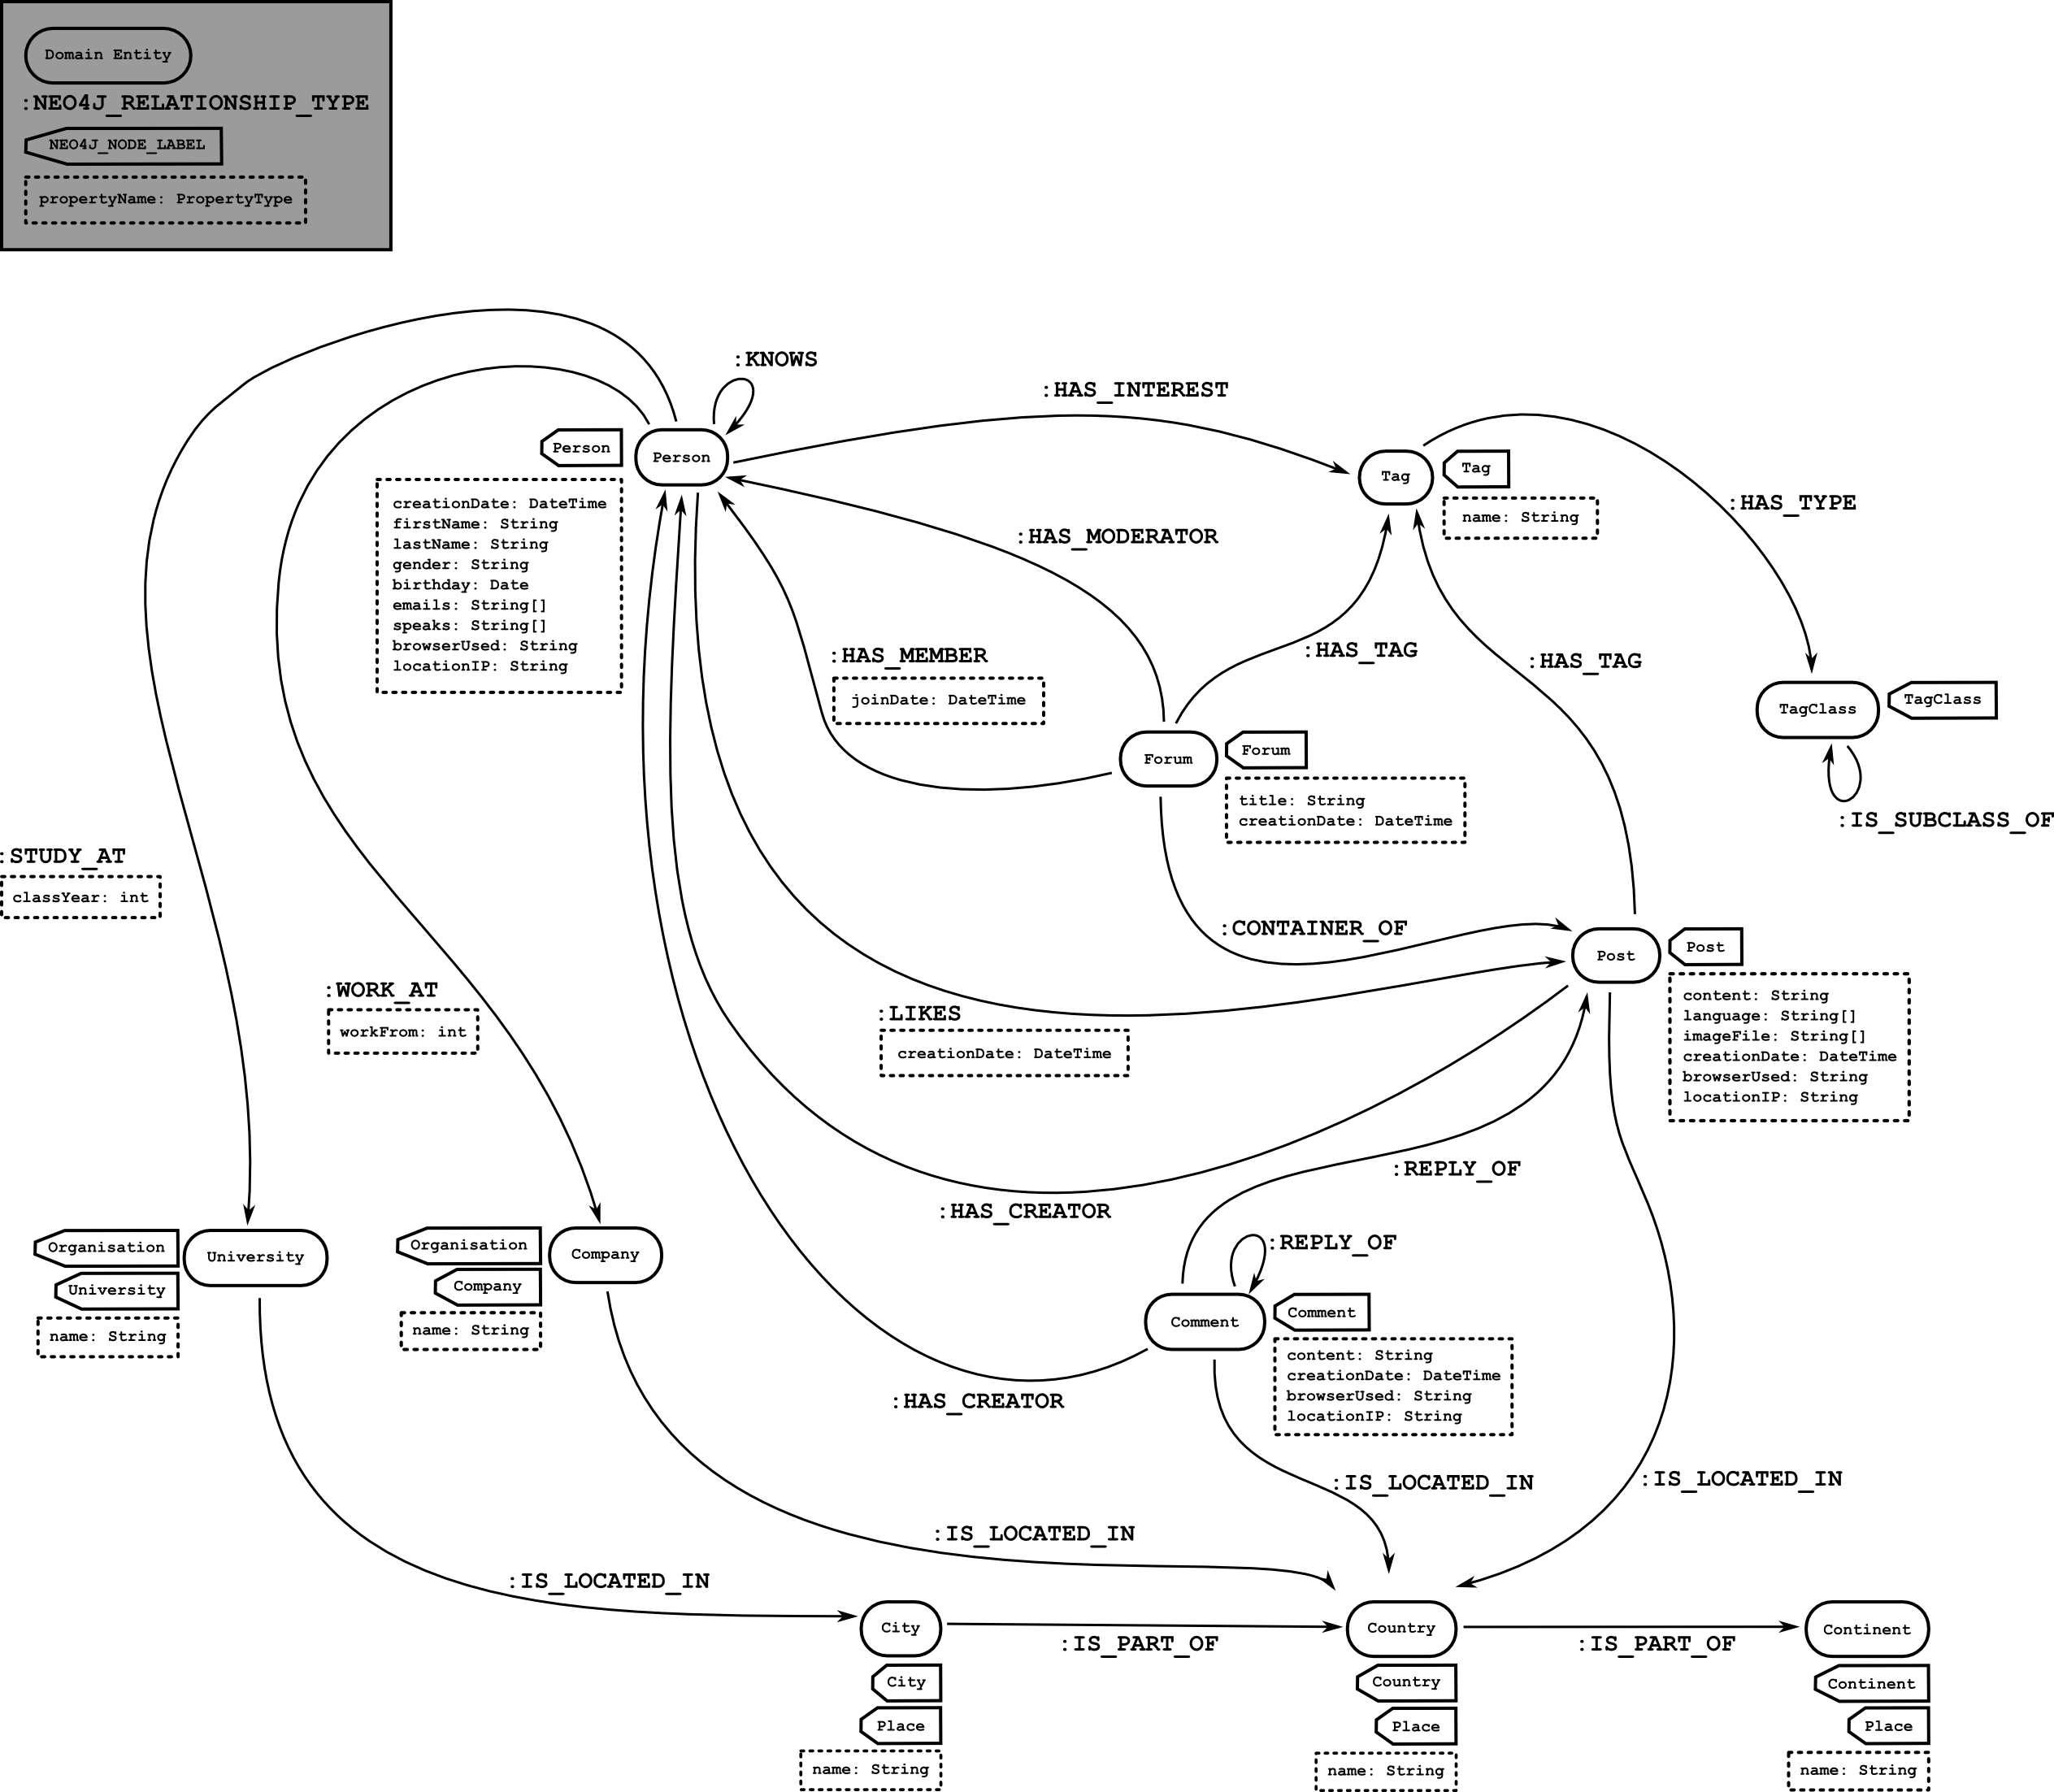 Domain Entity
:NEO4J_RELATIONSHIP_TYPE
NEO4J_NODE_LABEL
propertyName: PropertyType
:KNOWS
:HAS_INTEREST
Person
Person
creationDate: DateTime
firstName: String
lastName: String
gender: String
birthday: Date
emails: String[]
speaks: String[]
browserUsed: String
locationIP: String
Tag
Tag
name: String
:HAS_TYPE
:HAS_MODERATOR
:HAS_MEMBER
joinDate: DateTime
:HAS_TAG
:HAS_TAG
TagClass
TagClass
:IS_SUBCLASS_OF
Forum
Forum
title: String
creationDate: DateTime
:STUDY_AT
classYear: int
:CONTAINER_OF
Post
Post
content: String
language: String[]
imageFile: String[]
creationDate: DateTime
browserUsed: String
locationIP: String
:WORK_AT
workFrom: int
:LIKES
creationDate: DateTime
:REPLY_OF
:HAS_CREATOR
:REPLY_OF
Organisation
University
University
name: String
Organisation
Company
Company
name: String
Comment
Comment
content: String
creationDate: DateTime
browserUsed: String
locationIP: String
:HAS_CREATOR
:IS_LOCATED_IN
:IS_LOCATED_IN
:IS_LOCATED_IN
:IS_LOCATED_IN
City
:IS_PART_OF
Country
:IS_PART_OF
Continent
City
Place
name: String
Country
Place
name: String
Continent
Place
name: String